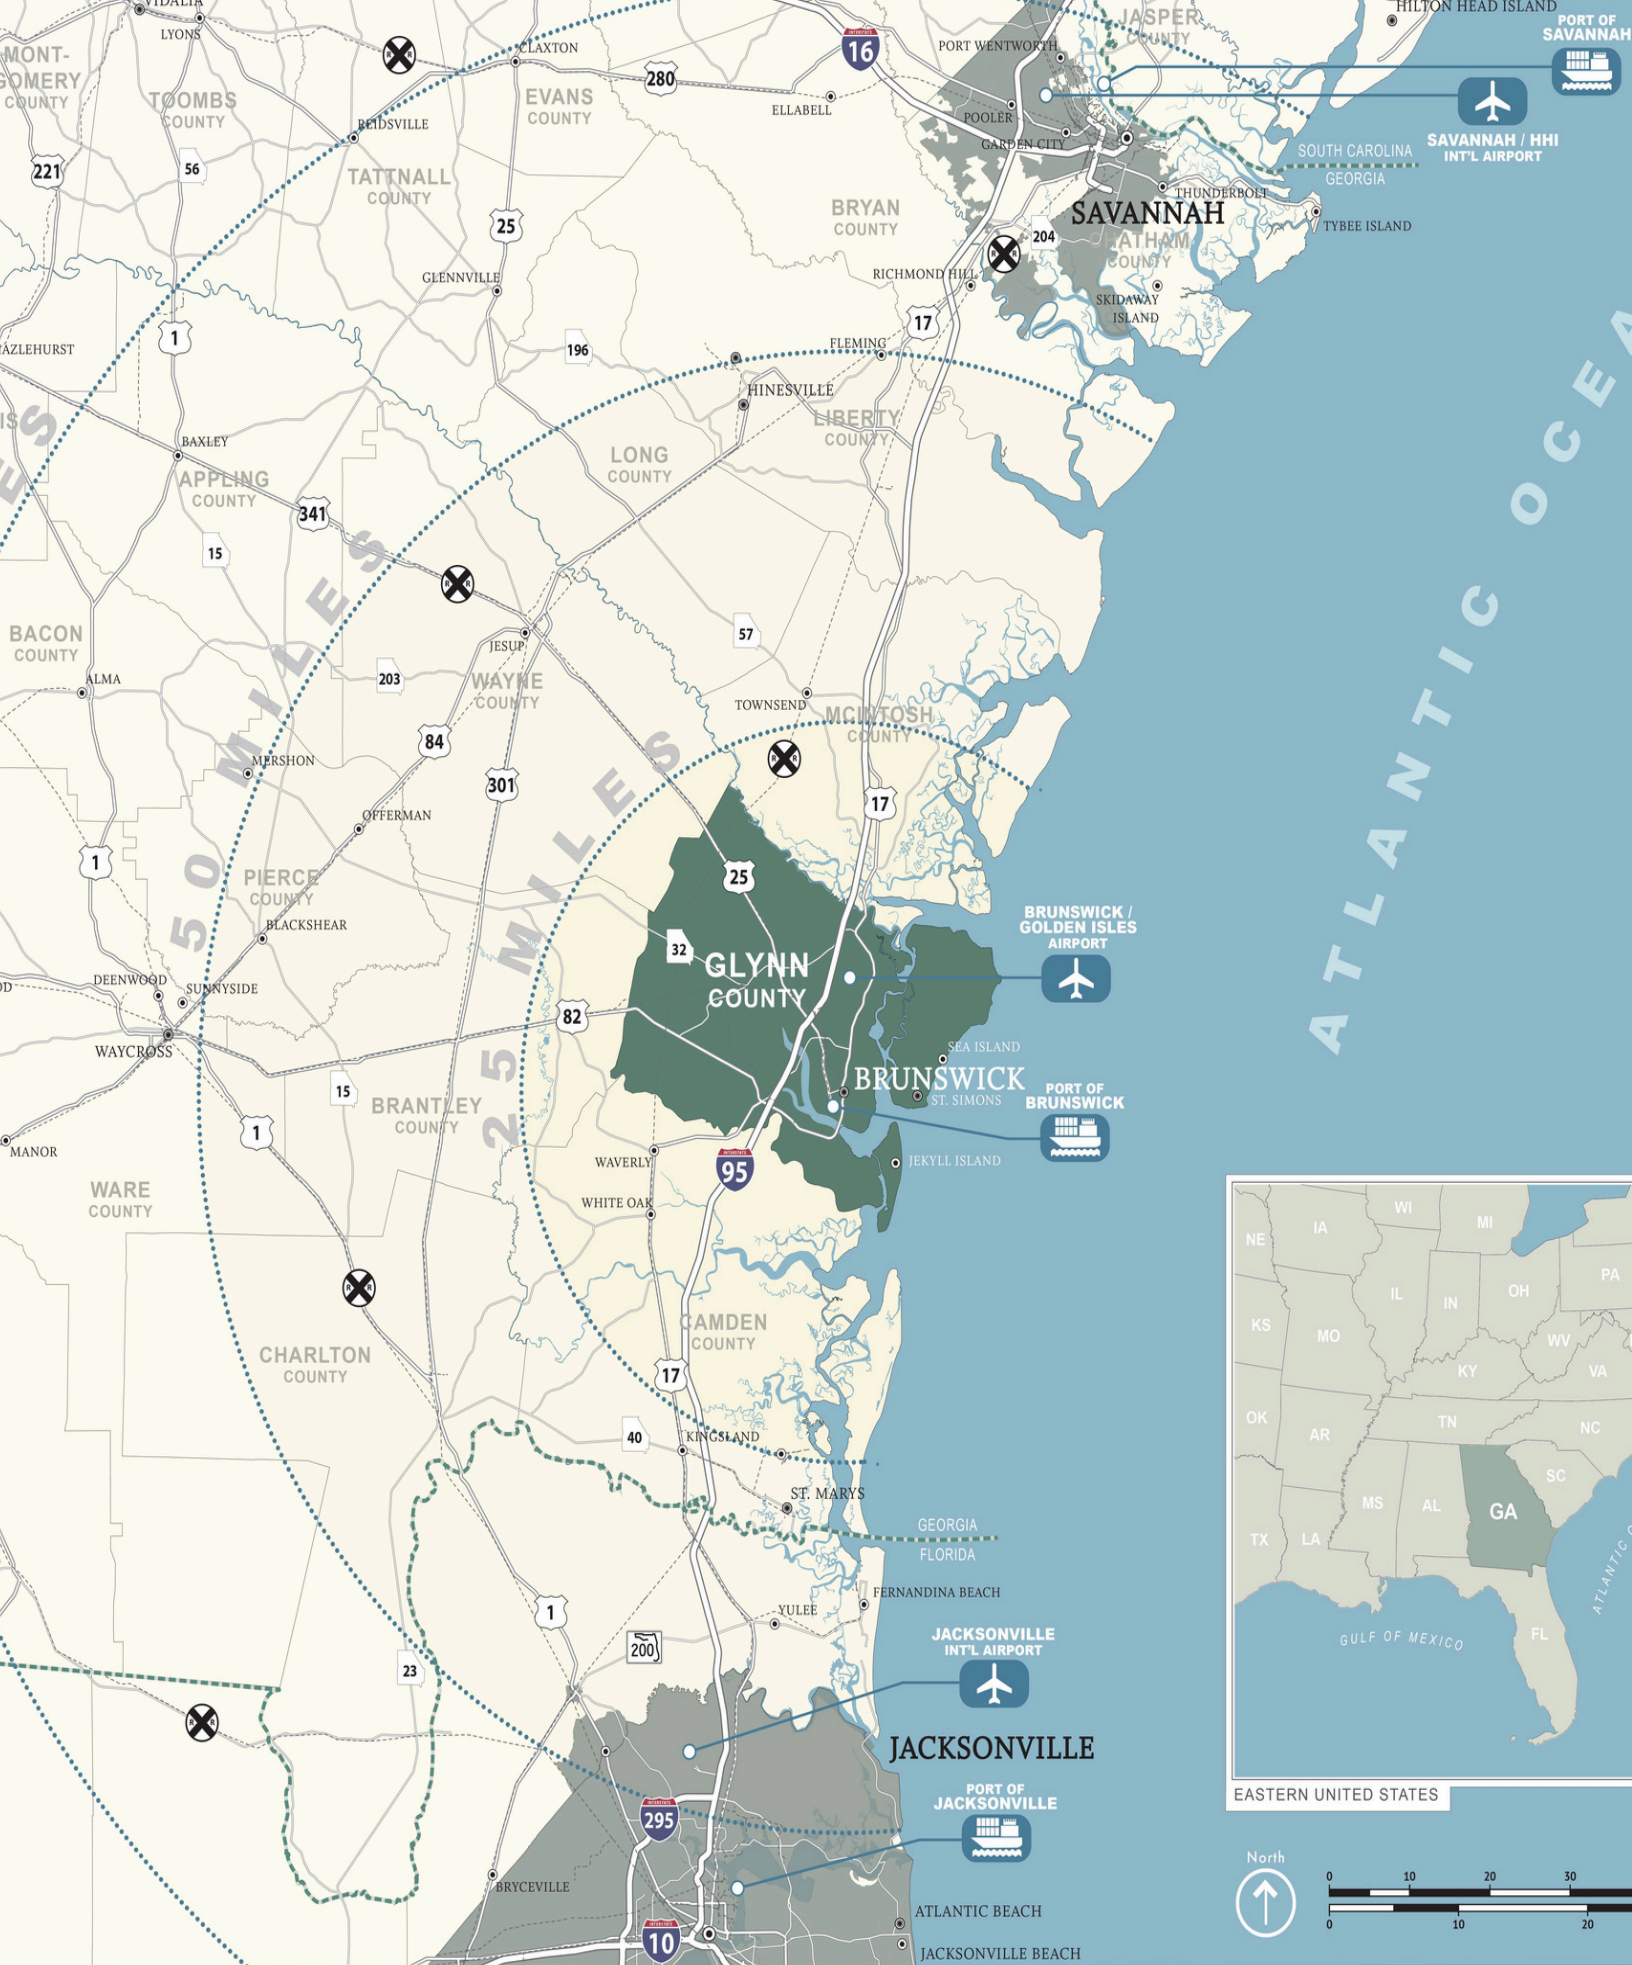 VIDALIA
LYONS
CLAXTON
16
PORT WENTWORTH
JASPER
COUNTY
HILTON HEAD ISLAND
PORT OF
SAVANNAH
MONT-
GOMERY
COUNTY
TOOMBS
COUNTY
280
EVANS
COUNTY
ELLABELL
POOLER
GARDEN CITY
SAVANNAH / HHI
INT'L AIRPORT
REIDSVILLE
221
56
TATTNALL
COUNTY
SOUTH CAROLINA
GEORGIA
THUNDERBOLT
TYBEE ISLAND
25
BRYAN
COUNTY
SAVANNAH
204
CHATHAM
COUNTY
GLENNVILLE
RICHMOND HILL
SKIDAWAY
ISLAND
1
17
AZLEHURST
196
FLEMING
HINESVILLE
LIBERTY
COUNTY
IS
ES
BAXLEY
APPLING
COUNTY
LONG
COUNTY
341
15
ATLANTIC OCEA
BACON
COUNTY
57
JESUP
ALMA
203
WAYNE
COUNTY
TOWNSEND
MCINTOSH
COUNTY
84
50 MILES
MERSHON
301
25 MILES
17
OFFERMAN
1
PIERCE
COUNTY
25
BLACKSHEAR
32
GLYNN
COUNTY
BRUNSWICK /
GOLDEN ISLES
AIRPORT
DEENWOOD
SUNNYSIDE
OD
82
WAYCROSS
SEA ISLAND
BRUNSWICK
ST. SIMONS
PORT OF
BRUNSWICK
15
BRANTLEY
COUNTY
1
MANOR
WAVERLY
95
JEKYLL ISLAND
WARE
COUNTY
WHITE OAK
CAMDEN
COUNTY
CHARLTON
COUNTY
17
40
KINGSLAND
ST. MARYS
GEORGIA
FLORIDA
FERNANDINA BEACH
1
YULEE
200
JACKSONVILLE
INT'L AIRPORT
23
JACKSONVILLE
PORT OF
JACKSONVILLE
295
BRYCEVILLE
ATLANTIC BEACH
10
JACKSONVILLE BEACH
WI
MI
NE
IA
PA
IL
IN
OH
KS
MO
WV
VA
KY
OK
AR
TN
NC
SC
MS
AL
GA
TX
LA
FL
GULF OF MEXICO
ATLANTIC
EASTERN UNITED STATES
North
0 10 20 30
0 10 20